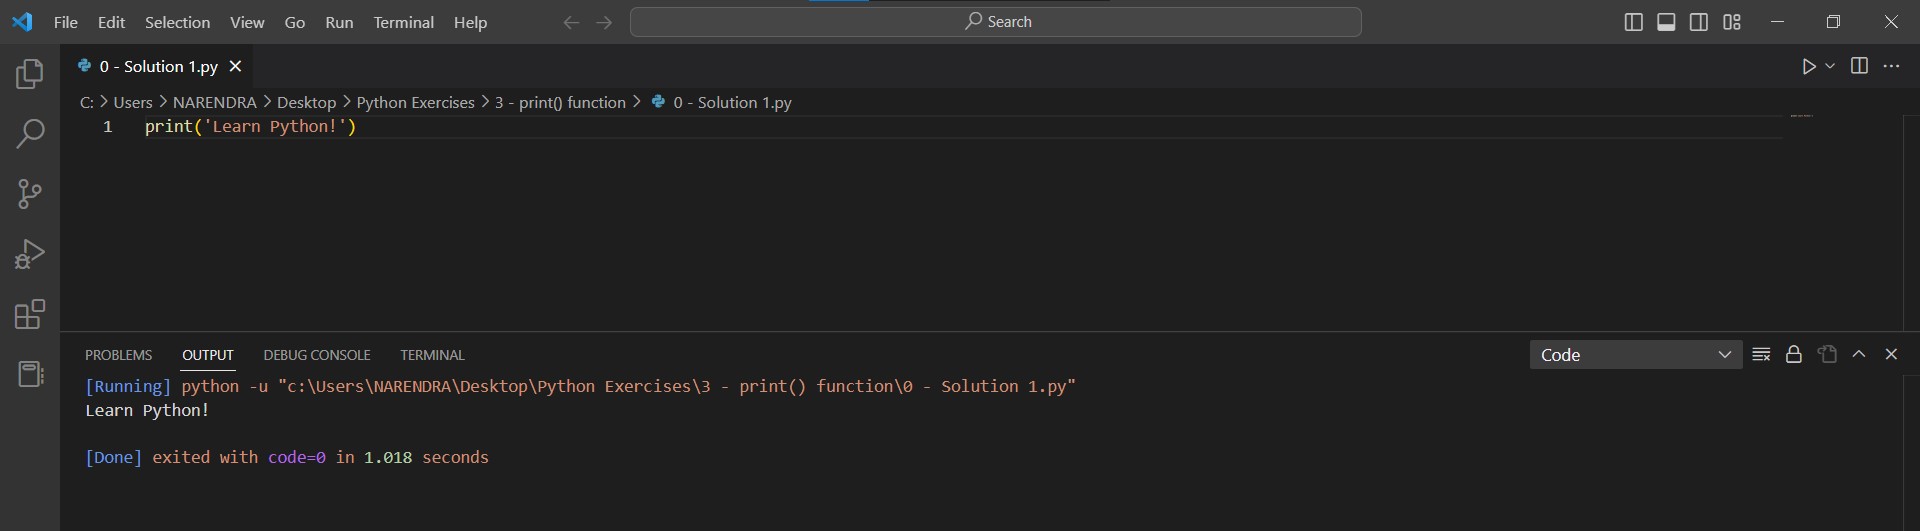 File Edit Selection View Go Run Terminal Help Search
0 - Solution 1.py
C: > Users > NARENDRA > Desktop > Python Exercises > 3 - print() function > 0 - Solution 1.py
1 print('Learn Python!')
PROBLEMS OUTPUT DEBUG CONSOLE TERMINAL Code
[Running] python -u "c:\Users\NARENDRA\Desktop\Python Exercises\3 - print() function\0 - Solution 1.py"
Learn Python!
[Done] exited with code=0 in 1.018 seconds